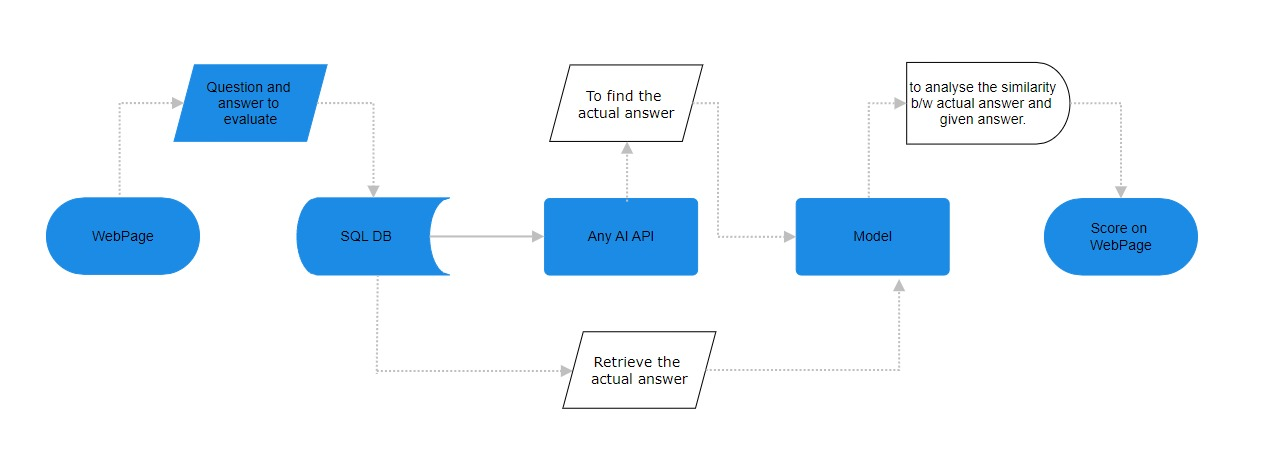 Question and
answer to
evaluate
To find the
actual answer
to analyse the similarity
b/w actual answer and
given answer.
WebPage
SQL DB
Any AI API
Model
Score on
WebPage
Retrieve the
actual answer